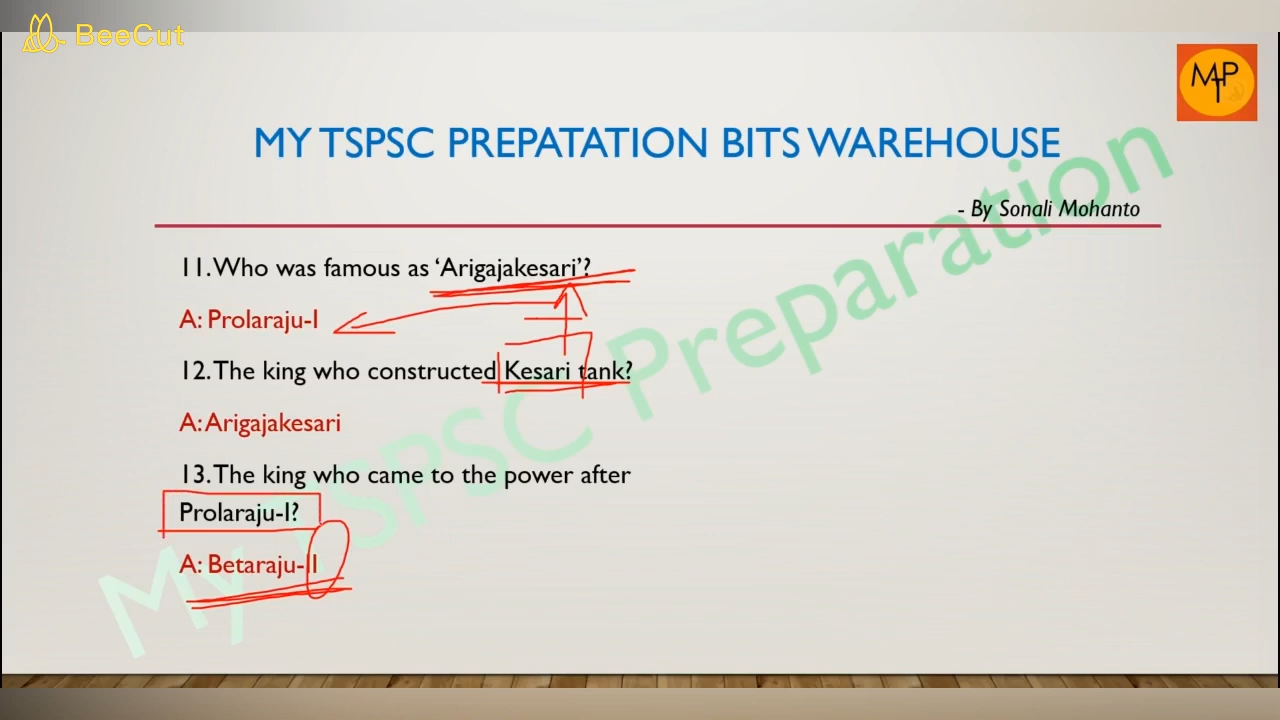 BeeCut
MTP
MY TSPSC PREPATATION BITS WAREHOUSE
- By Sonali Mohanto
11. Who was famous as ‘Arigajakesari’?
A: Prolaraju-I
12. The king who constructed Kesari tank?
A: Arigajakesari
13. The king who came to the power after
Prolaraju-I?
A: Betaraju-II
My TSPSC Preparation